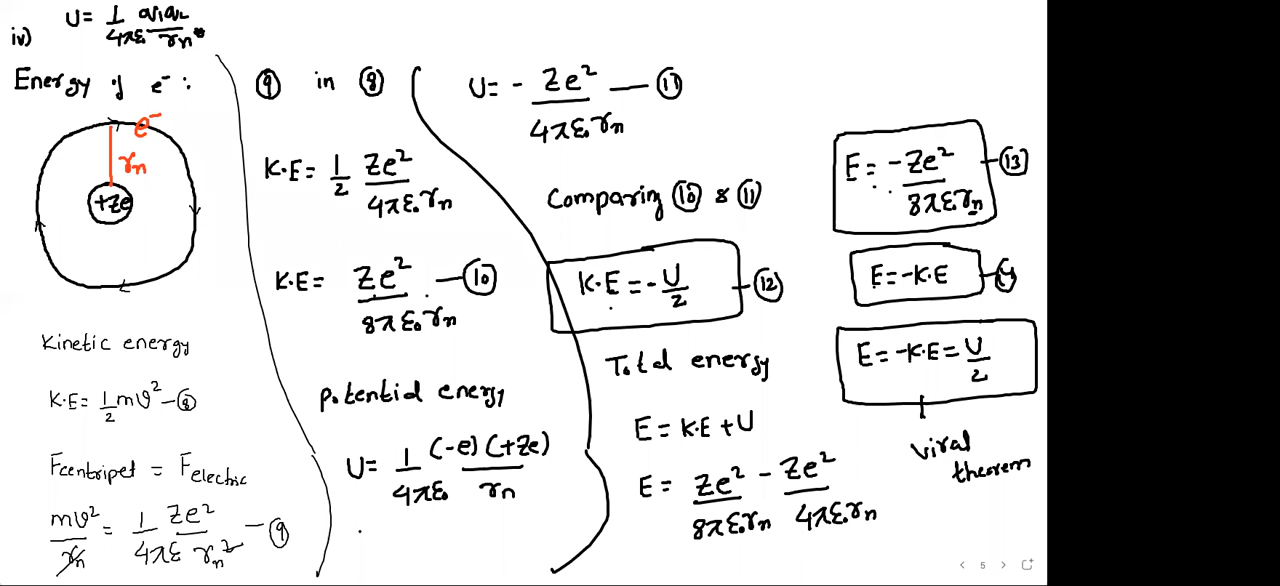 iv) U = 1/4πε₀ q₁q₂/rₙ
Energy of e⁻ :
e⁻
rₙ
+Ze
Kinetic energy
K.E = 1/2 mv² - ⑧
Fcentripet = Felectric
mv²/rₙ = 1/4πε₀ Ze²/rₙ² - ⑨
⑨ in ⑧
K.E = 1/2 Ze²/4πε₀rₙ
K.E = Ze²/8πε₀rₙ - ⑩
Potential energy
U = 1/4πε₀ (-e)(+Ze)/rₙ
U = - Ze²/4πε₀rₙ - ⑪
Comparing ⑩ & ⑪
K.E = -U/2 - ⑫
Total energy
E = K.E + U
E = Ze²/8πε₀rₙ - Ze²/4πε₀rₙ
E = -Ze²/8πε₀rₙ - ⑬
E = -K.E
E = -K.E = U/2
viral
theorem
< 5 >